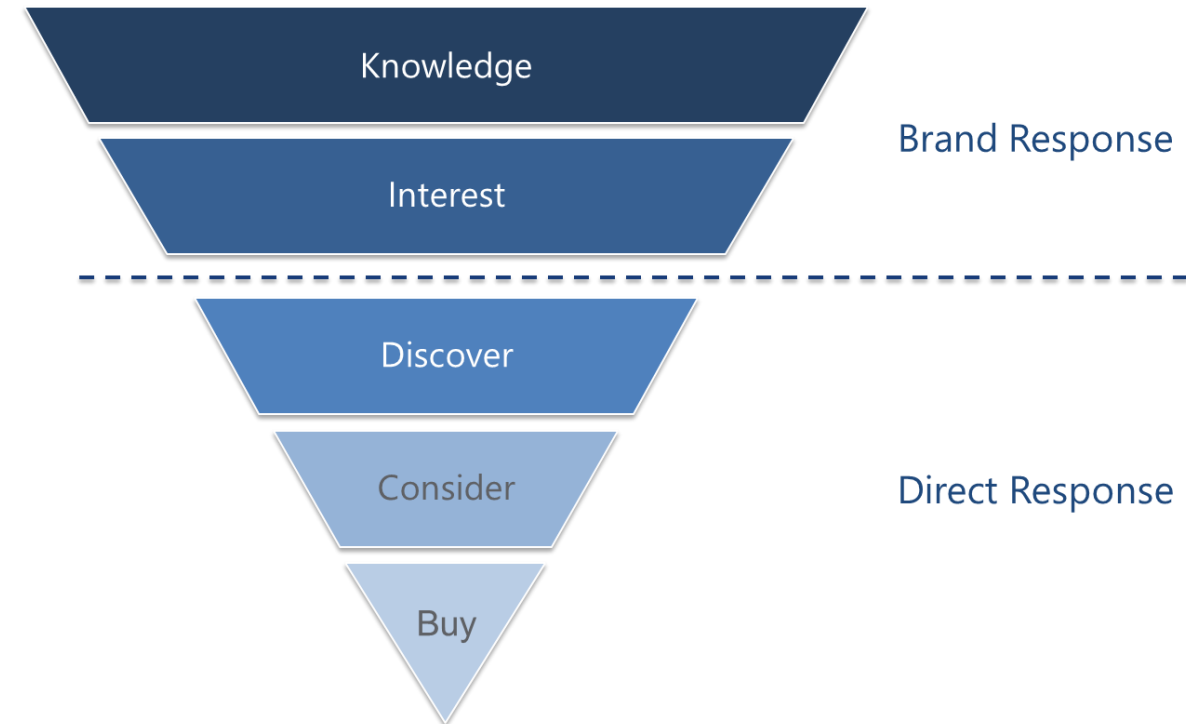 Knowledge
Brand Response
Interest
Discover
Consider
Direct Response
Buy